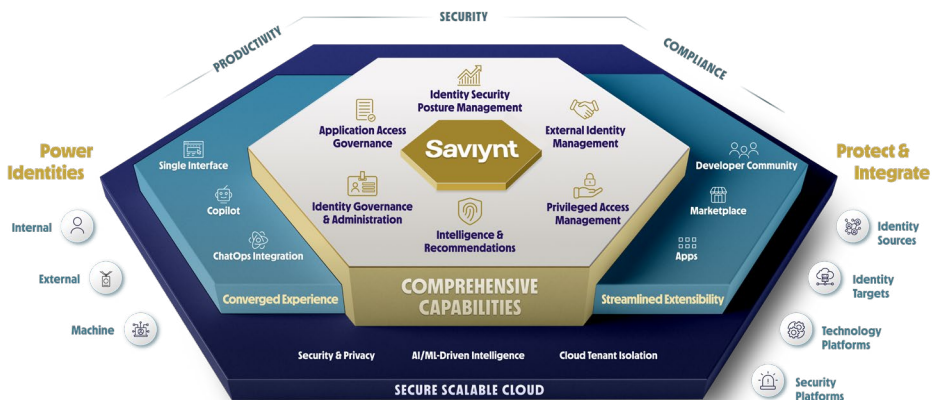 SECURITY
PRODUCTIVITY
COMPLIANCE
Power
Identities
Internal
External
Machine
Single Interface
Copilot
ChatOps Integration
Converged Experience
Identity Security
Posture Management
Application Access
Governance
External Identity
Management
Saviynt
Identity Governance
& Administration
Privileged Access
Management
Intelligence &
Recommendations
COMPREHENSIVE
CAPABILITIES
Developer Community
Marketplace
Apps
Streamlined Extensibility
Protect &
Integrate
Identity
Sources
Identity
Targets
Technology
Platforms
Security
Platforms
Security & Privacy
AI/ML-Driven Intelligence
Cloud Tenant Isolation
SECURE SCALABLE CLOUD